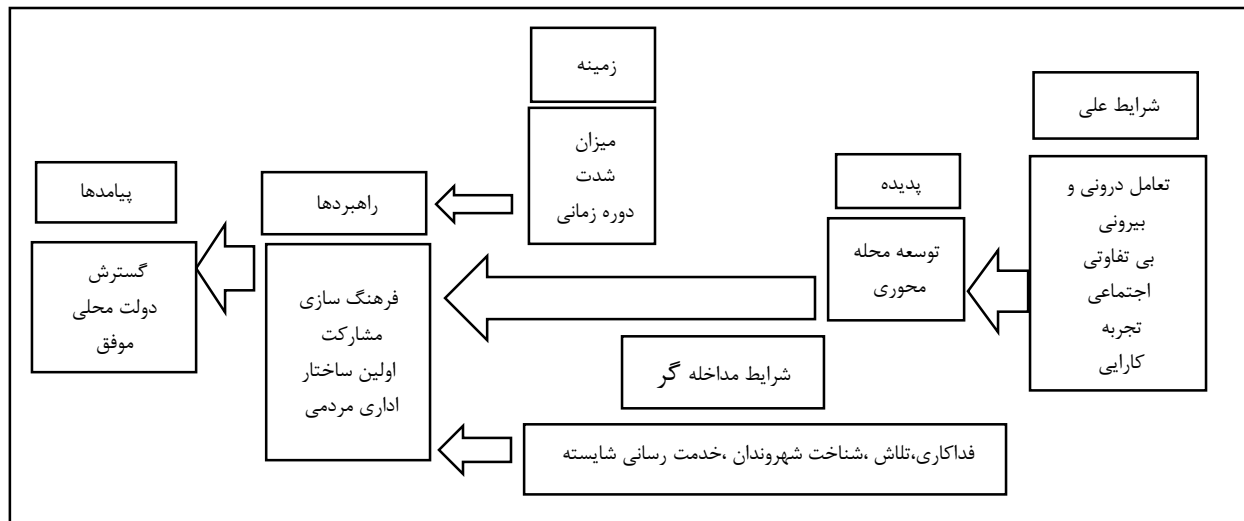 زمینه
میزان
شدت
دوره زمانی
شرایط علی
تعامل درونی و
بیرونی
بی تفاوتی
اجتماعی
تجربه
کارایی
پدیده
توسعه محله
محوری
راهبردها
فرهنگ سازی
مشارکت
اولین ساختار
اداری مردمی
پیامدها
گسترش
دولت محلی
موفق
شرایط مداخله گر
فداکاری،تلاش ،شناخت شهروندان ،خدمت رسانی شایسته